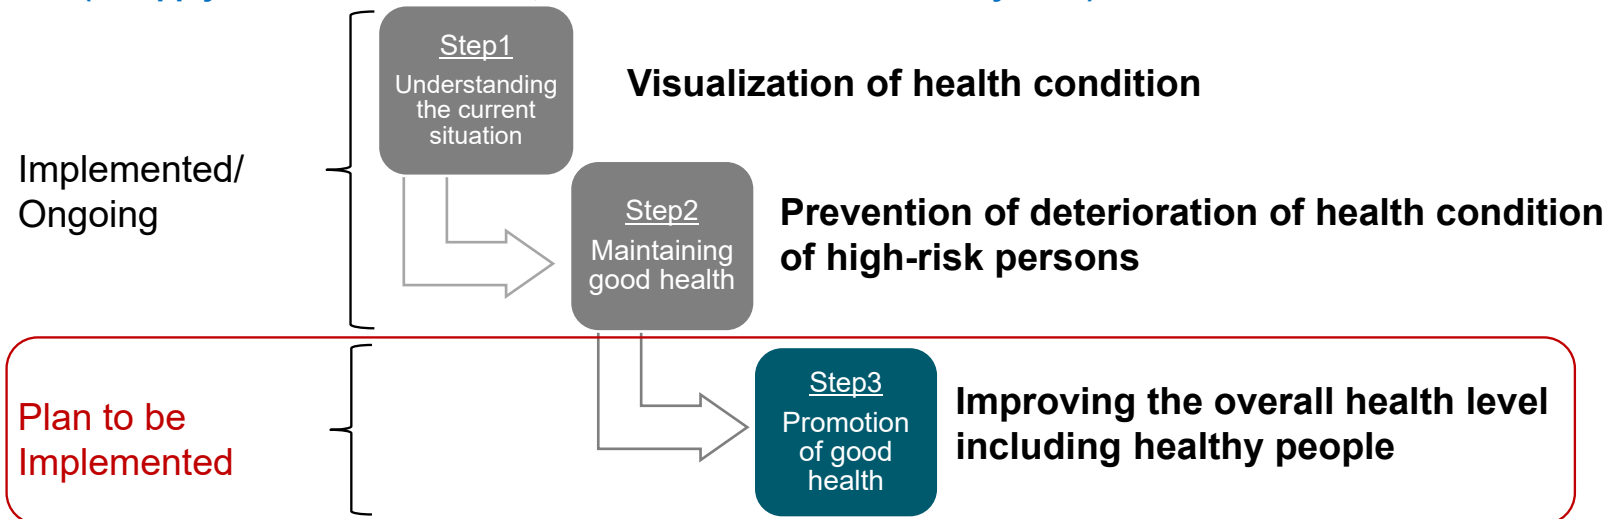 Step1
Understanding
the current
situation
Visualization of health condition
Implemented/
Ongoing
Step2
Maintaining
good health
Prevention of deterioration of health condition
of high-risk persons
Plan to be
Implemented
Step3
Promotion
of good
health
Improving the overall health level
including healthy people